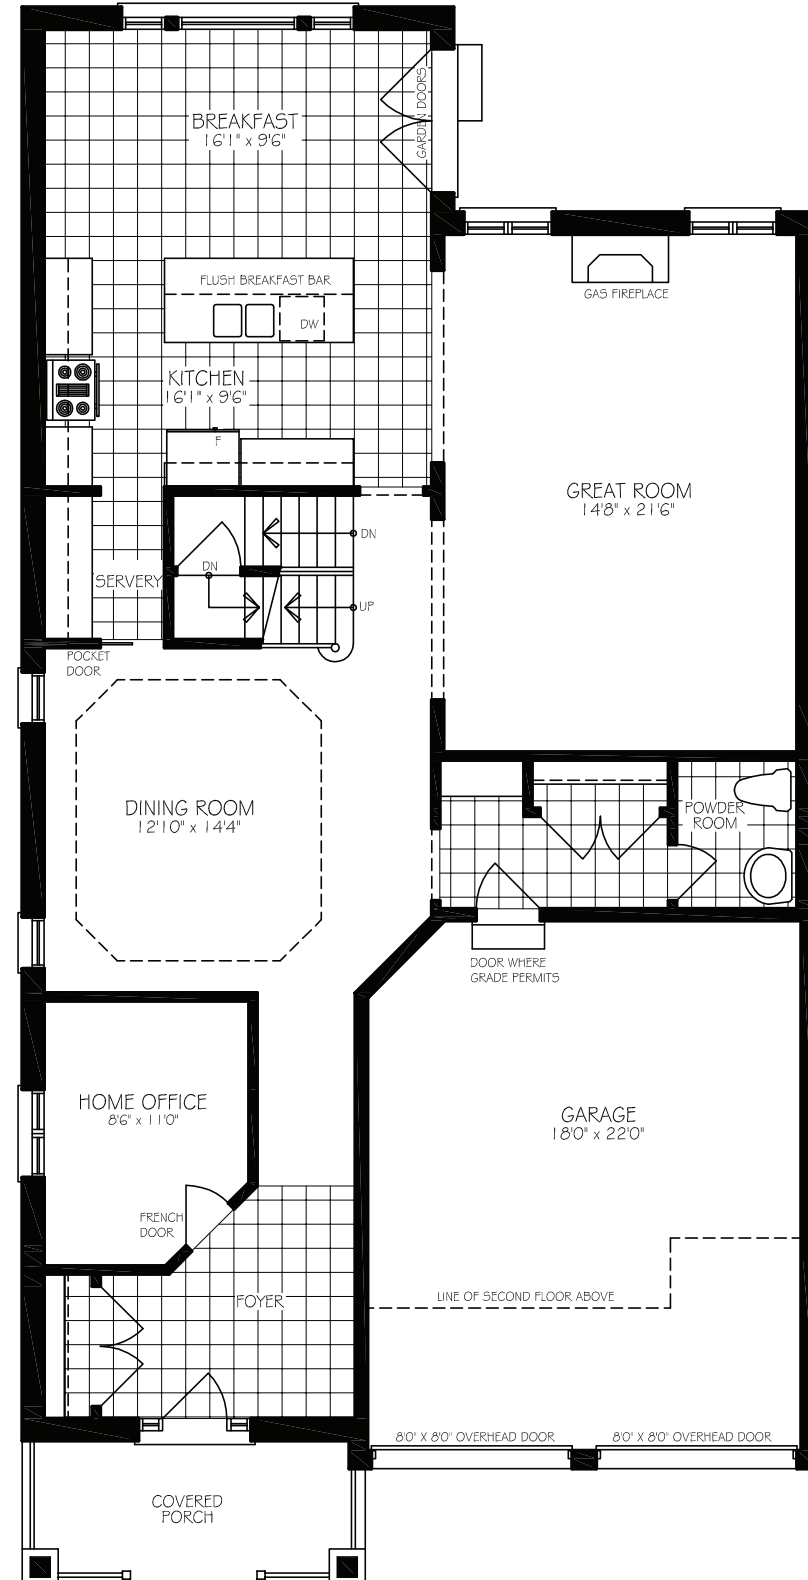 BREAKFAST
16'1" x 9'6"
GARDEN DOORS
FLUSH BREAKFAST BAR
DW
GAS FIREPLACE
KITCHEN
16'1" x 9'6"
F
GREAT ROOM
14'8" x 21'6"
DN
DN
SERVERY
UP
POCKET
DOOR
DINING ROOM
12'10" x 14'4"
POWDER
ROOM
DOOR WHERE
GRADE PERMITS
HOME OFFICE
8'6" x 11'0"
GARAGE
18'0" x 22'0"
FRENCH
DOOR
FOYER
LINE OF SECOND FLOOR ABOVE
8'0" X 8'0" OVERHEAD DOOR
8'0" X 8'0" OVERHEAD DOOR
COVERED
PORCH